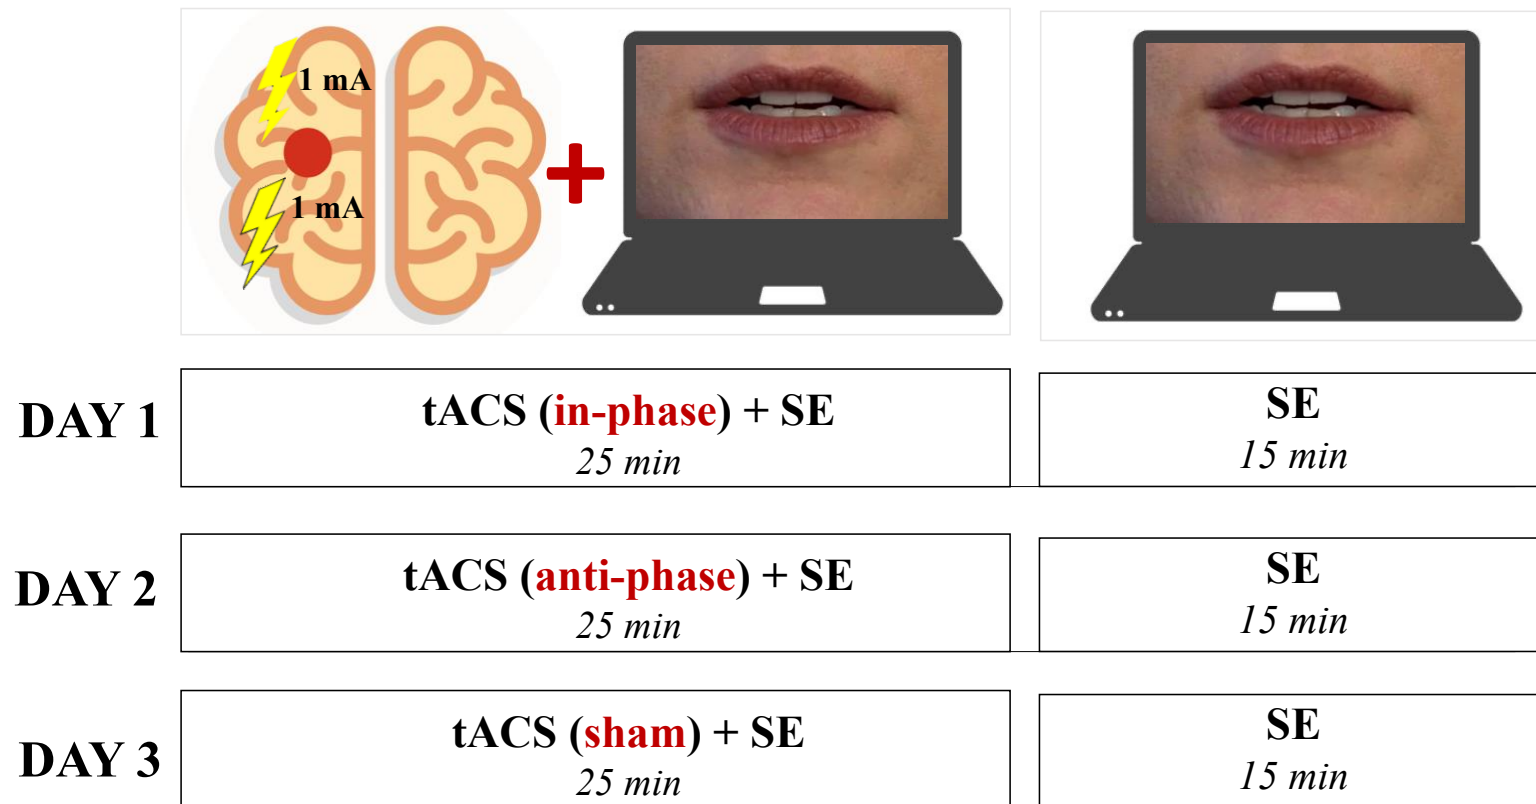 1 mA
1 mA
DAY 1
tACS (in-phase) + SE
25 min
SE
15 min
DAY 2
tACS (anti-phase) + SE
25 min
SE
15 min
DAY 3
tACS (sham) + SE
25 min
SE
15 min